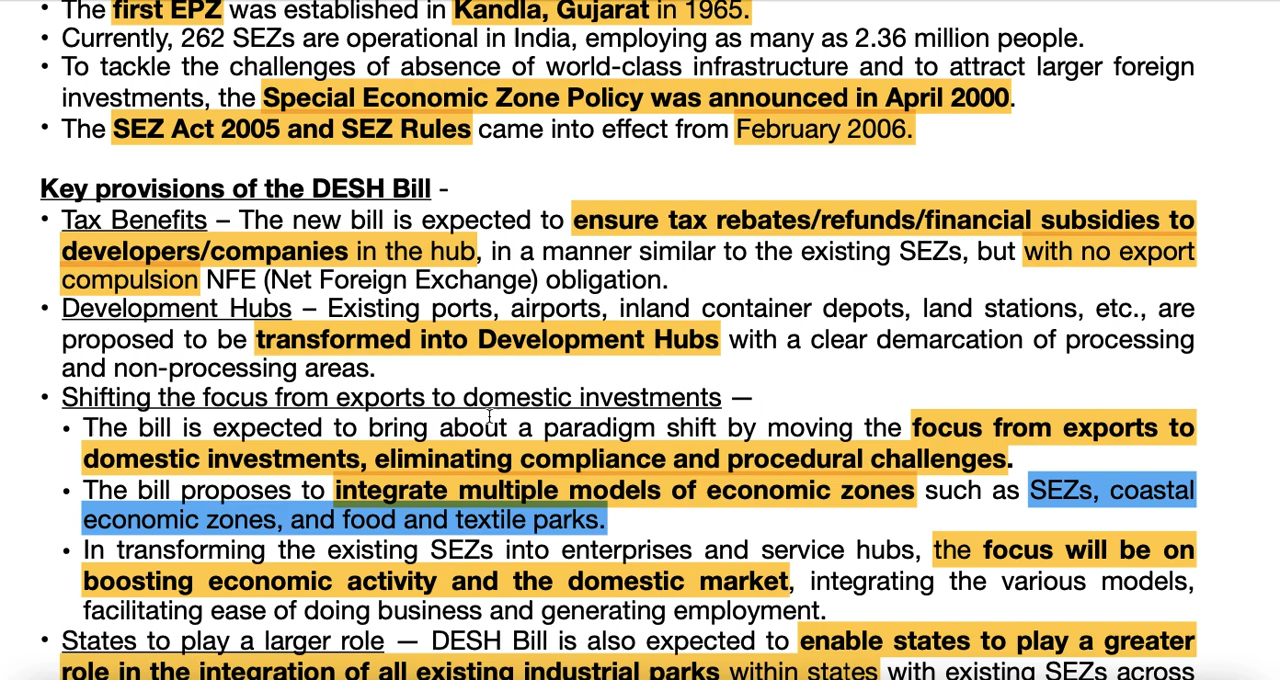 • The first EPZ was established in Kandla, Gujarat in 1965.
• Currently, 262 SEZs are operational in India, employing as many as 2.36 million people.
• To tackle the challenges of absence of world-class infrastructure and to attract larger foreign
investments, the Special Economic Zone Policy was announced in April 2000.
• The SEZ Act 2005 and SEZ Rules came into effect from February 2006.
Key provisions of the DESH Bill -
• Tax Benefits – The new bill is expected to ensure tax rebates/refunds/financial subsidies to
developers/companies in the hub, in a manner similar to the existing SEZs, but with no export
compulsion NFE (Net Foreign Exchange) obligation.
• Development Hubs – Existing ports, airports, inland container depots, land stations, etc., are
proposed to be transformed into Development Hubs with a clear demarcation of processing
and non-processing areas.
• Shifting the focus from exports to domestic investments —
• The bill is expected to bring about a paradigm shift by moving the focus from exports to
domestic investments, eliminating compliance and procedural challenges.
• The bill proposes to integrate multiple models of economic zones such as SEZs, coastal
economic zones, and food and textile parks.
• In transforming the existing SEZs into enterprises and service hubs, the focus will be on
boosting economic activity and the domestic market, integrating the various models,
facilitating ease of doing business and generating employment.
• States to play a larger role — DESH Bill is also expected to enable states to play a greater
role in the integration of all existing industrial parks within states with existing SEZs across